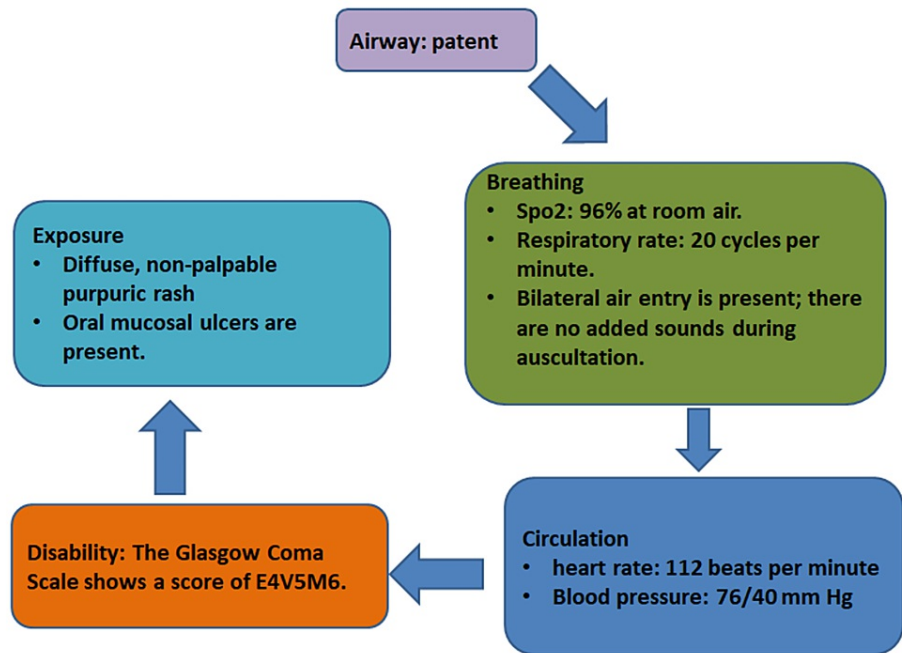 Airway: patent
Breathing
• Spo2: 96% at room air.
• Respiratory rate: 20 cycles per
minute.
• Bilateral air entry is present; there
are no added sounds during
auscultation.
Circulation
• heart rate: 112 beats per minute
• Blood pressure: 76/40 mm Hg
Disability: The Glasgow Coma
Scale shows a score of E4V5M6.
Exposure
• Diffuse, non-palpable
purpuric rash
• Oral mucosal ulcers are
present.